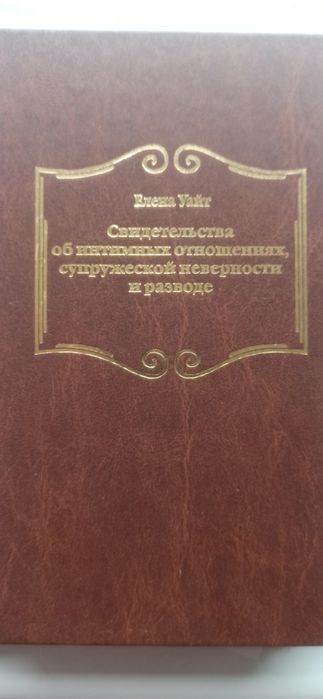 Елена Уайт
Свидетельства
об интимных отношениях,
супружеской неверности
и разводе